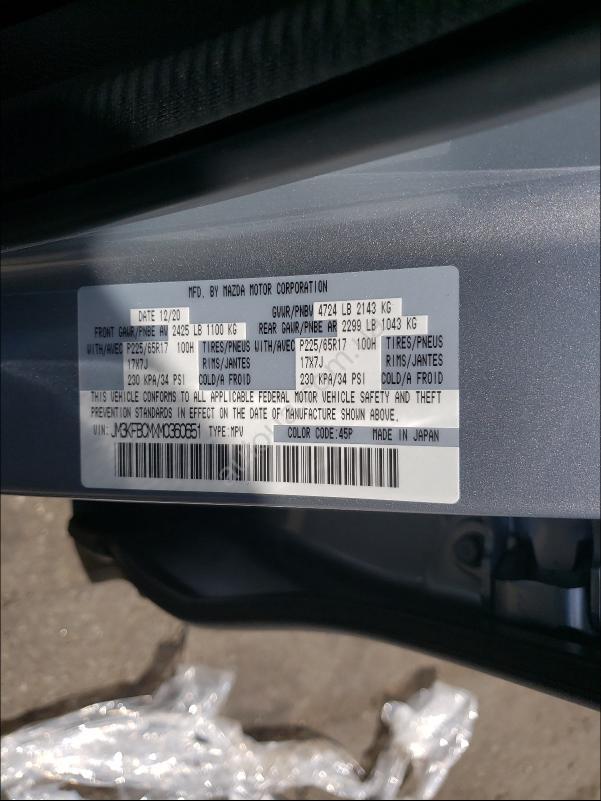 MFD. BY MAZDA MOTOR CORPORATION
DATE 12/20 GVWR/PNBV 4724 LB 2143 KG
FRONT GAWR/PNBE AV 2425 LB 1100 KG REAR GAWR/PNBE AR 2299 LB 1043 KG
WITH/AVEC P225/65R17 100H TIRES/PNEUS WITH/AVEC P225/65R17 100H TIRES/PNEUS
17X7J RIMS/JANTES 17X7J RIMS/JANTES
230 KPA/34 PSI COLD/A FROID 230 KPA/34 PSI COLD/A FROID
THIS VEHICLE CONFORMS TO ALL APPLICABLE FEDERAL MOTOR VEHICLE SAFETY AND THEFT
PREVENTION STANDARDS IN EFFECT ON THE DATE OF MANUFACTURE SHOWN ABOVE.
VIN: JM3KFBCMXM0360651 TYPE:MPV COLOR CODE:45P MADE IN JAPAN